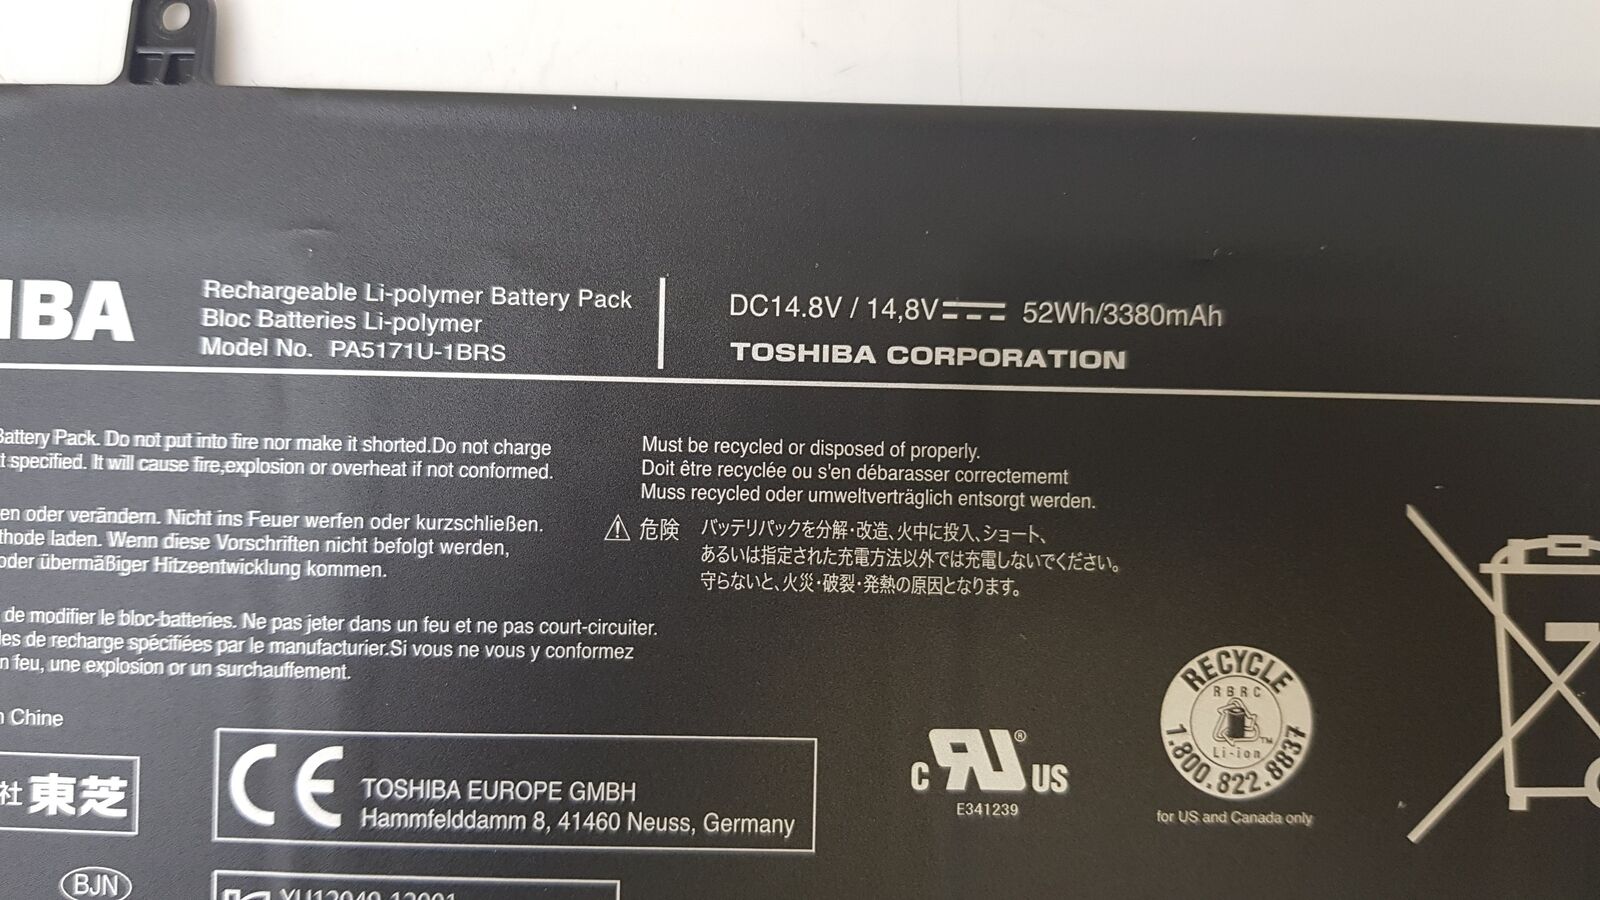 IBA
Rechargeable Li-polymer Battery Pack
Bloc Batteries Li-polymer
Model No. PA5171U-1BRS
DC14.8V / 14,8V 52Wh/3380mAh
TOSHIBA CORPORATION
Battery Pack. Do not put into fire nor make it shorted.Do not charge
t specified. It will cause fire,explosion or overheat if not conformed.
en oder verändern. Nicht ins Feuer werfen oder kurzschließen.
thode laden. Wenn diese Vorschriften nicht befolgt werden,
oder übermäßiger Hitzeentwicklung kommen.
de modifier le bloc-batteries. Ne pas jeter dans un feu et ne pas court-circuiter.
les de recharge spécifiées par le manufacturier.Si vous ne vous y conformez
n feu, une explosion or un surchauffement.
Must be recycled or disposed of properly.
Doit être recyclée ou s'en débarasser correctememt
Muss recycled oder umweltverträglich entsorgt werden.
⚠ 危険 バッテリパックを分解・改造、火中に投入、ショート、
あるいは指定された充電方法以外では充電しないでください。
守らないと、火災・破裂・発熱の原因となります。
n Chine
社 東芝
CE
TOSHIBA EUROPE GMBH
Hammfelddamm 8, 41460 Neuss, Germany
C RU® US
E341239
RECYCLE
RBRC
TM
Li-ion
1.800.822.8837
for US and Canada only
BJN
XU12049-12001